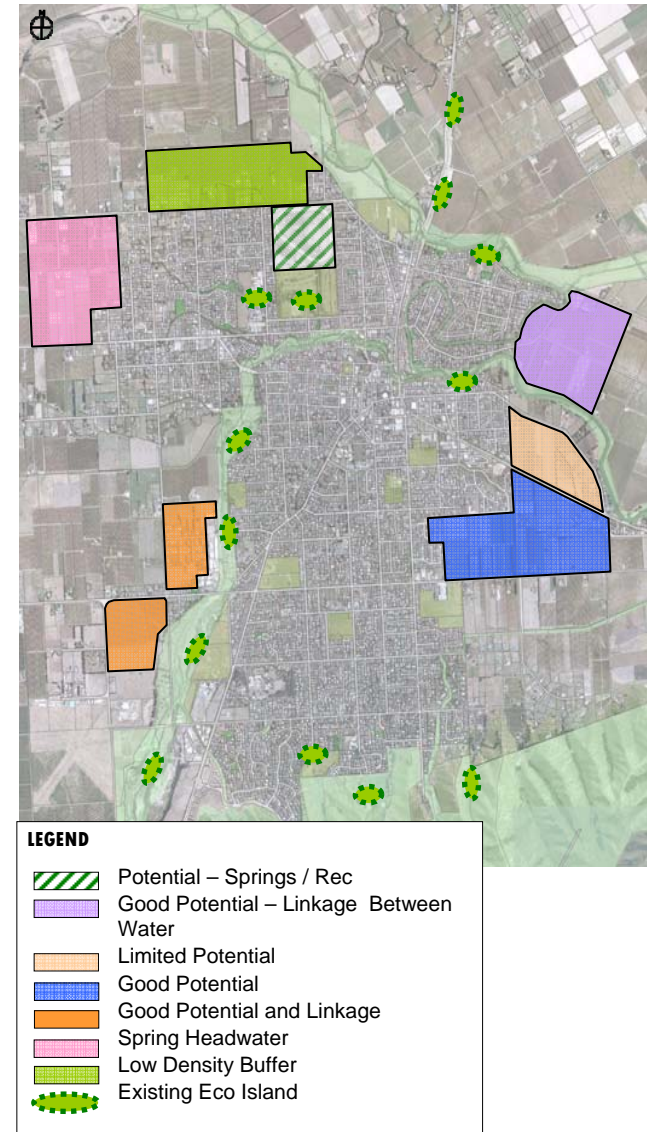 N
LEGEND
Potential – Springs / Rec
Good Potential – Linkage Between
Water
Limited Potential
Good Potential
Good Potential and Linkage
Spring Headwater
Low Density Buffer
Existing Eco Island